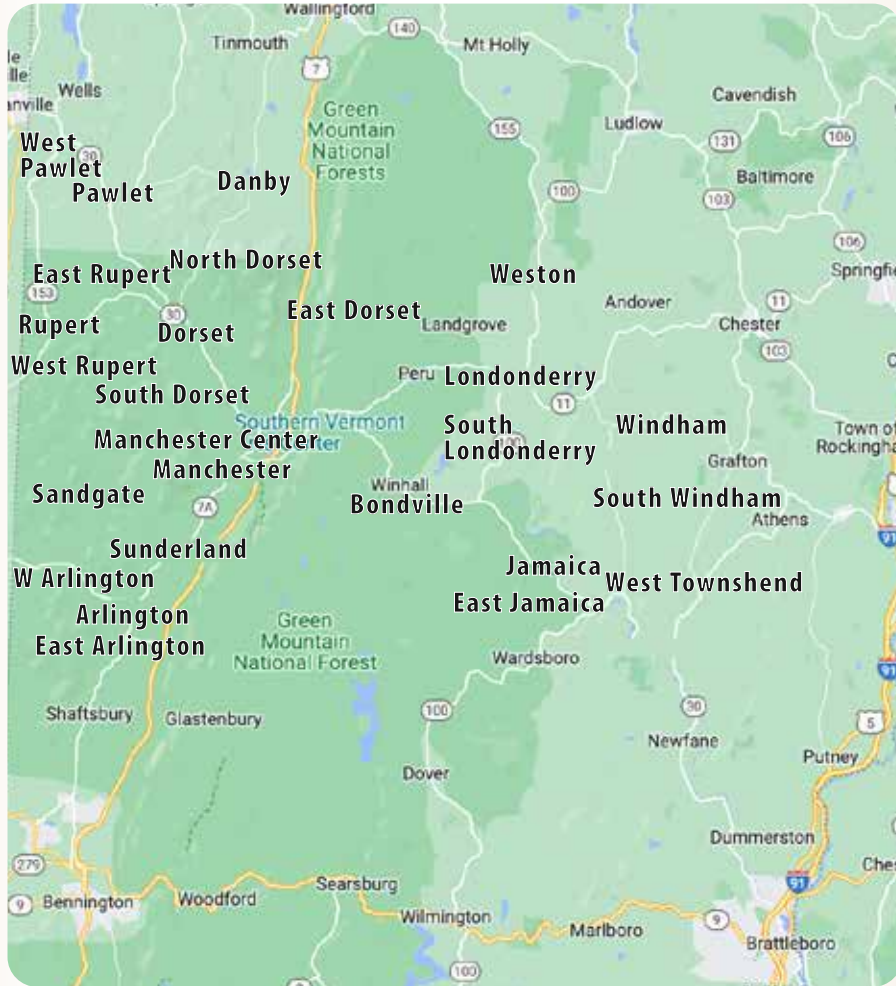 Wallingford
140
Tinmouth
Mt Holly
7
Wells
Cavendish
Green
Mountain
National
Forests
155
Ludlow
131
106
West
Pawlet
30
Pawlet
Danby
100
Baltimore
103
106
North Dorset
East Rupert
Weston
153
Andover
11
East Dorset
30
Rupert
Dorset
Landgrove
Chester
103
West Rupert
Peru
Londonderry
South Dorset
11
Southern Vermont
Manchester Center
South
Londonderry
Windham
Town of
Manchester
Grafton
Sandgate
Winhall
Bondville
South Windham
7A
Athens
91
Sunderland
Jamaica
W Arlington
West Townshend
East Jamaica
Arlington
East Arlington
Green
Mountain
National Forest
Wardsboro
91
Shaftsbury
Glastenbury
100
30
5
Newfane
Putney
Dover
Dummerston
279
91
Searsburg
9
Bennington
Woodford
Wilmington
9
Marlboro
Brattleboro
100